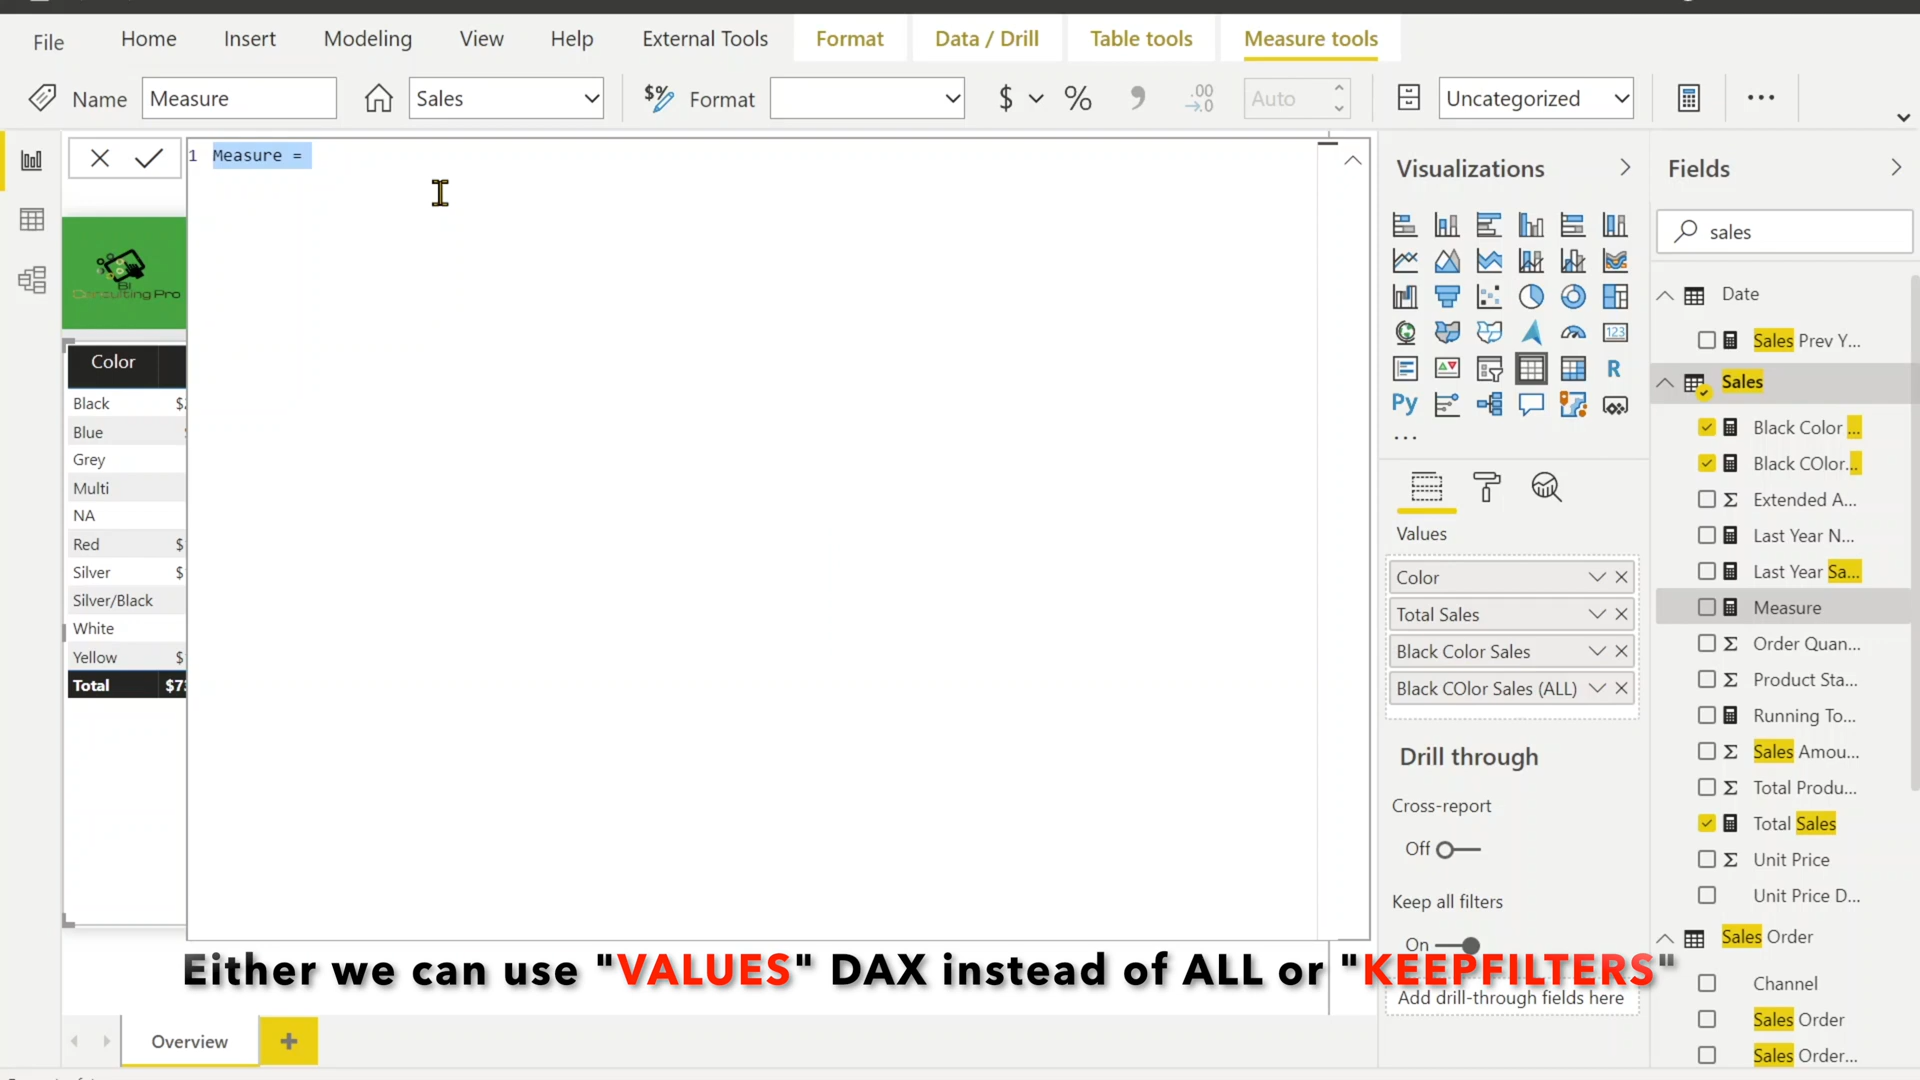 File Home Insert Modeling View Help External Tools Format Data / Drill Table tools Measure tools
Name Measure Sales Format $ % Auto Uncategorized
1 Measure =
BI
Consulting Pro
Color
Black $
Blue
Grey
Multi
NA
Red $
Silver $
Silver/Black
White
Yellow $
Total $7
Visualizations
R
Py
123
...
Values
Color
Total Sales
Black Color Sales
Black COlor Sales (ALL)
Drill through
Cross-report
Off
Keep all filters
On
Add drill-through fields here
Fields
sales
Date
Sales Prev Y...
Sales
Black Color ...
Black COlor...
Extended A...
Last Year N...
Last Year Sa...
Measure
Order Quan...
Product Sta...
Running To...
Sales Amou...
Total Produ...
Total Sales
Unit Price
Unit Price D...
Sales Order
Channel
Sales Order
Sales Order...
Either we can use "VALUES" DAX instead of ALL or "KEEPFILTERS"
Overview